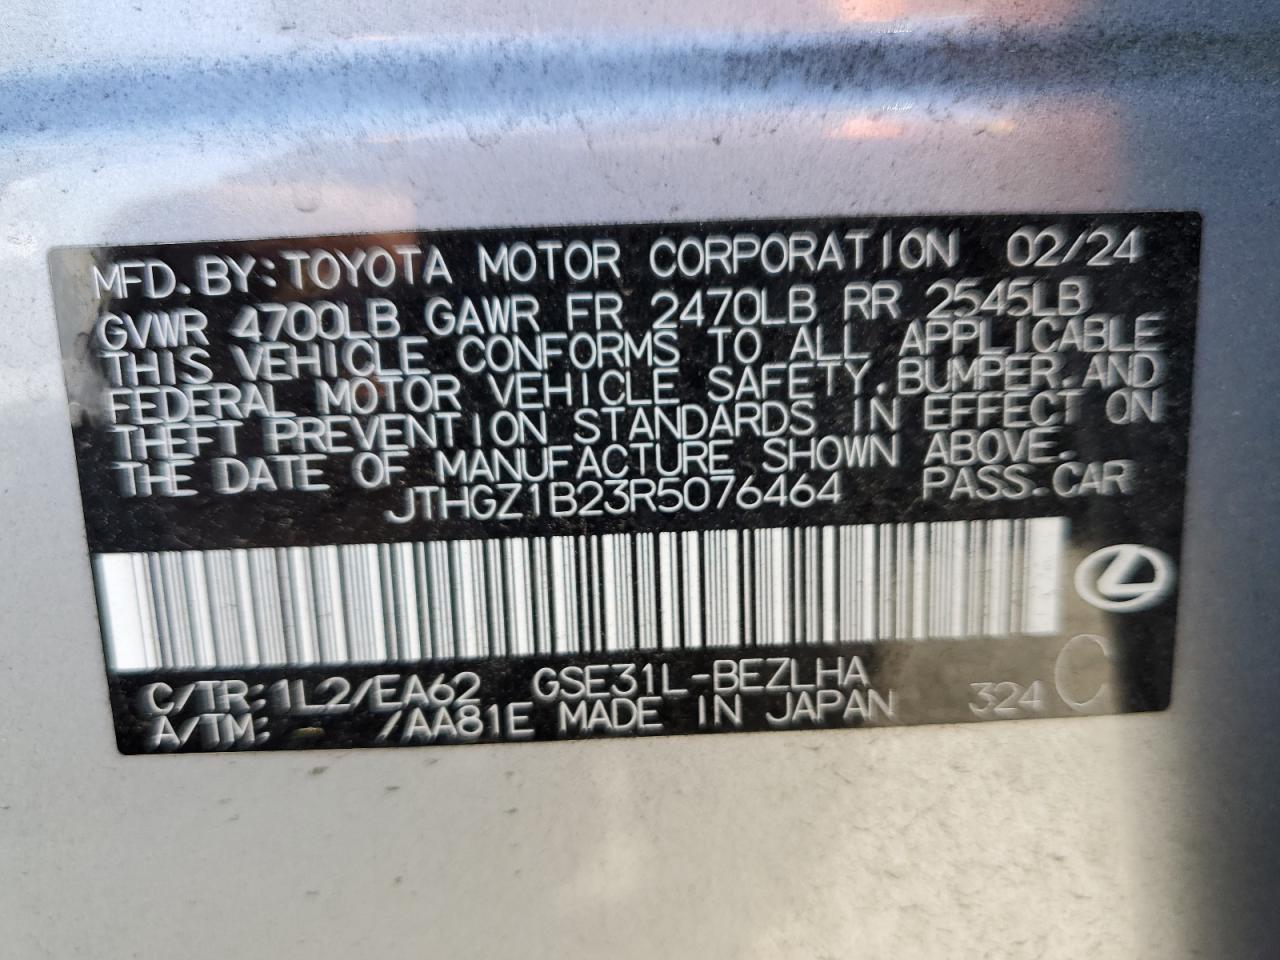 MFD. BY: TOYOTA MOTOR CORPORATION 02/24
GVWR 4700LB GAWR FR 2470LB RR 2545LB
THIS VEHICLE CONFORMS TO ALL APPLICABLE
FEDERAL MOTOR VEHICLE SAFETY, BUMPER, AND
THEFT PREVENTION STANDARDS IN EFFECT ON
THE DATE OF MANUFACTURE SHOWN ABOVE.
JTHGZ1B23R5076464 PASS. CAR
C/TR: 1L2/EA62 GSE31L-BEZLHA
A/TM: /AA81E MADE IN JAPAN 324 C